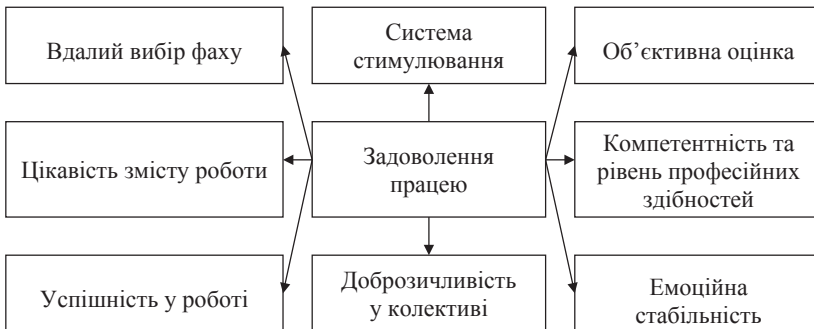 Вдалий вибір фаху
Система
стимулювання
Об’єктивна оцінка
Цікавість змісту роботи
Задоволення
працею
Компетентність та
рівень професійних
здібностей
Успішність у роботі
Доброзичливість
у колективі
Емоційна
стабільність